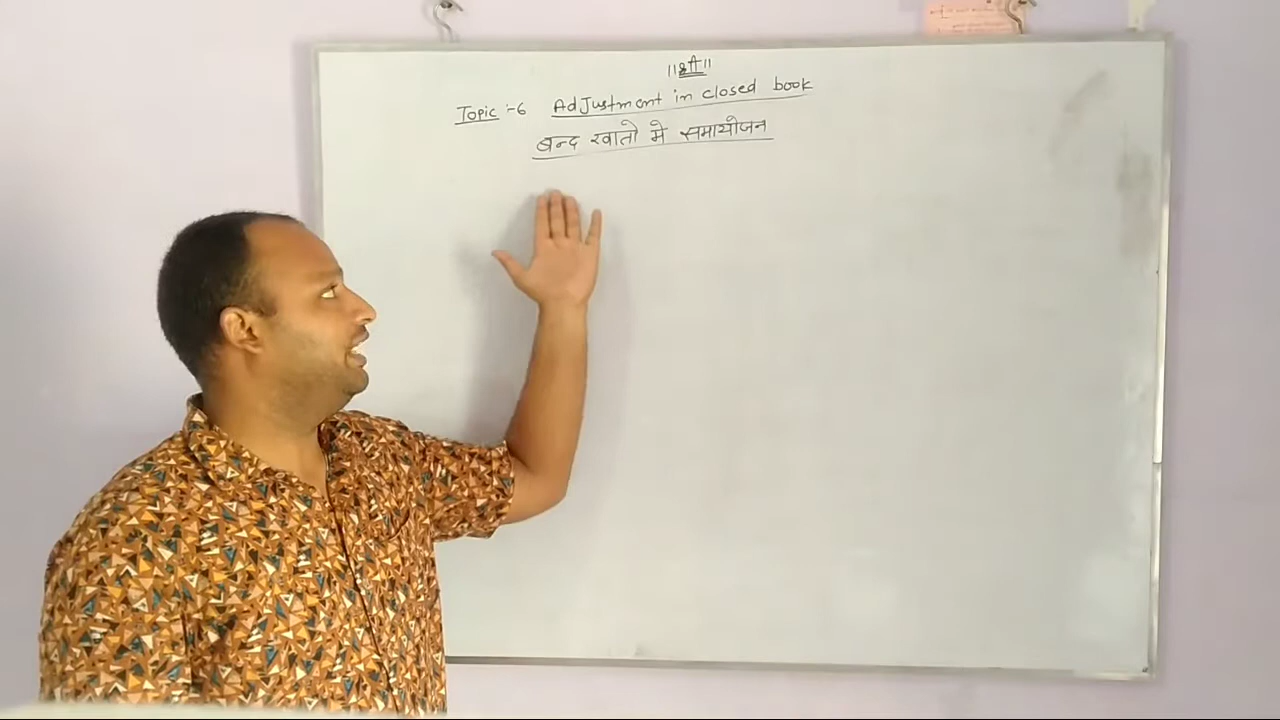 ॥श्री॥
Topic :- 6 Adjustment in closed book
बन्द खातो मे समायोजन